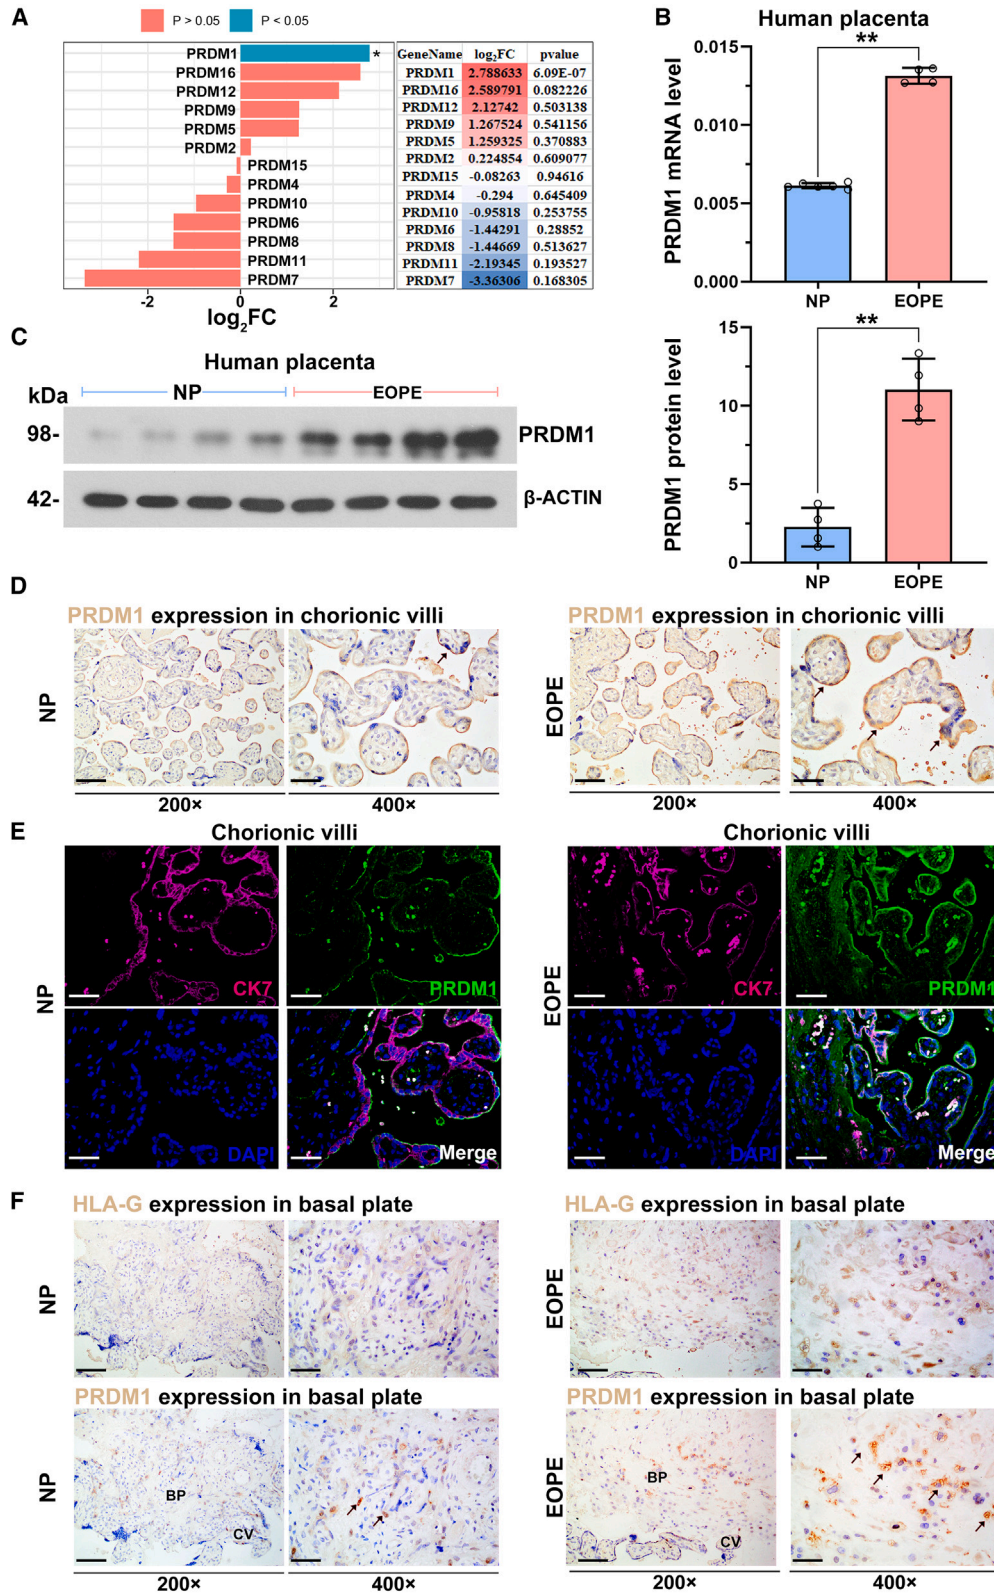 A
P > 0.05
P < 0.05
PRDM1
*
PRDM16
PRDM12
PRDM9
PRDM5
PRDM2
PRDM15
PRDM4
PRDM10
PRDM6
PRDM8
PRDM11
PRDM7
-2
0
2
log2FC
GeneName log2FC pvalue
PRDM1 2.788633 6.09E-07
PRDM16 2.589791 0.082226
PRDM12 2.12742 0.503138
PRDM9 1.267524 0.541156
PRDM5 1.259325 0.370883
PRDM2 0.224854 0.609077
PRDM15 -0.08263 0.94616
PRDM4 -0.294 0.645409
PRDM10 -0.95818 0.253755
PRDM6 -1.44291 0.28852
PRDM8 -1.44669 0.513627
PRDM11 -2.19345 0.193527
PRDM7 -3.36306 0.168305
B
Human placenta
PRDM1 mRNA level
0.015
0.010
0.005
0.000
**
NP
EOPE
PRDM1 protein level
15
10
5
0
**
NP
EOPE
C
Human placenta
kDa
NP
EOPE
98-
PRDM1
42-
β-ACTIN
D
PRDM1 expression in chorionic villi
NP
200×
400×
PRDM1 expression in chorionic villi
EOPE
200×
400×
E
Chorionic villi
NP
CK7
PRDM1
DAPI
Merge
Chorionic villi
EOPE
CK7
PRDM1
DAPI
Merge
F
HLA-G expression in basal plate
NP
HLA-G expression in basal plate
EOPE
PRDM1 expression in basal plate
NP
BP
CV
200×
400×
PRDM1 expression in basal plate
EOPE
BP
CV
200×
400×